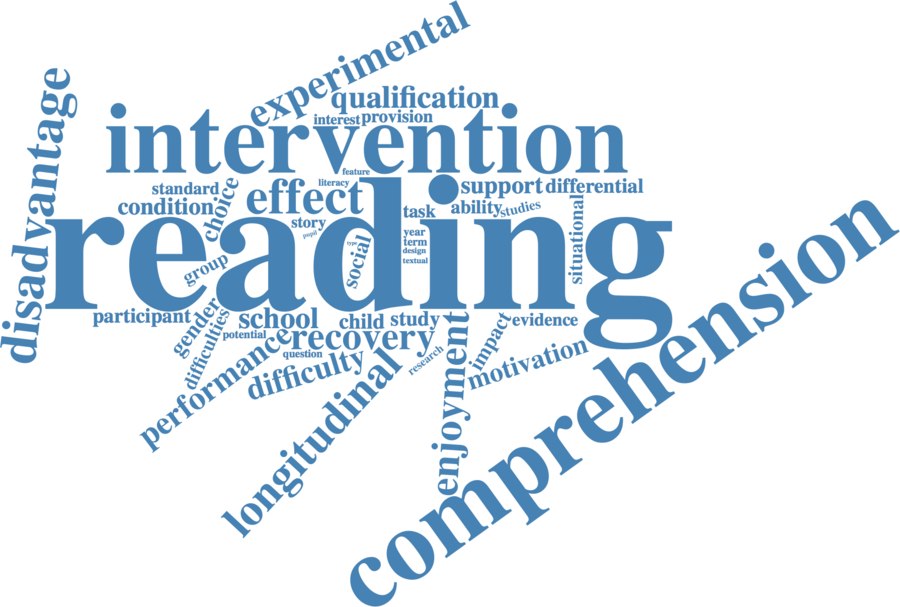 experimental
qualification
interest
provision
intervention
disadvantage
feature
literacy
standard
choice
effect
support
differential
condition
story
pupil
task
ability
studies
reading
year
term
design
textual
social
situational
group
comprehension
participant
gender
difficulties
school
potential
child
study
evidence
recovery
impact
performance
question
difficulty
research
motivation
longitudinal
enjoyment